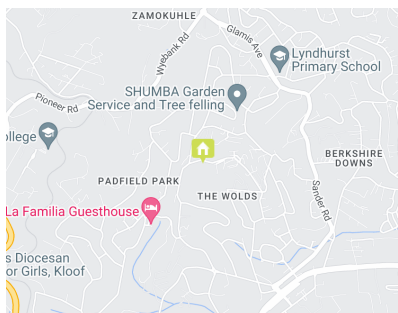 ZAMOKUHLE
Glamis Ave
Wyebank Rd
Lyndhurst
Primary School
SHUMBA Garden
Service and Tree felling
Pioneer Rd
ollege
BERKSHIRE
DOWNS
PADFIELD PARK
THE WOLDS
Sander Rd
La Familia Guesthouse
s Diocesan
or Girls, Kloof